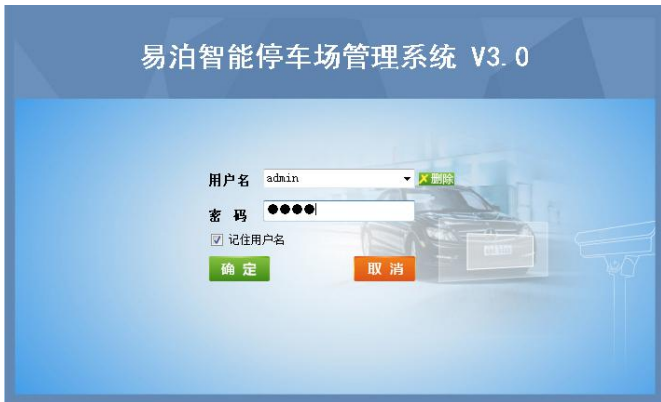 易泊智能停车场管理系统 V3.0
用户名 admin 删除
密 码 ●●●●
记住用户名
确 定 取 消